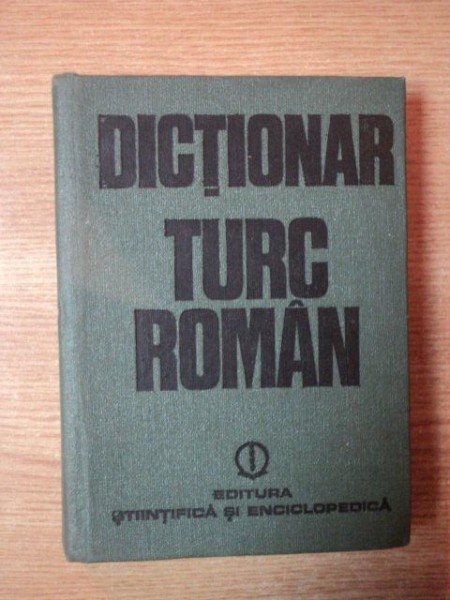 DICȚIONAR
TURC
ROMÂN
EDITURA
ȘTIINȚIFICĂ ȘI ENCICLOPEDICĂ